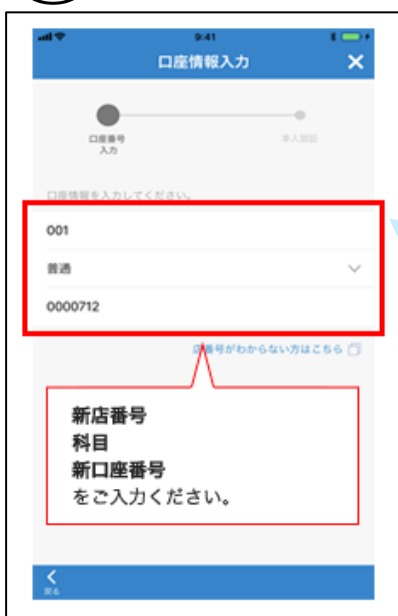 9:41
口座情報入力 ×
口座番号
入力
本人認証
口座情報を入力してください。
001
普通
0000712
店番号がわからない方はこちら
新店番号
科目
新口座番号
をご入力ください。
戻る